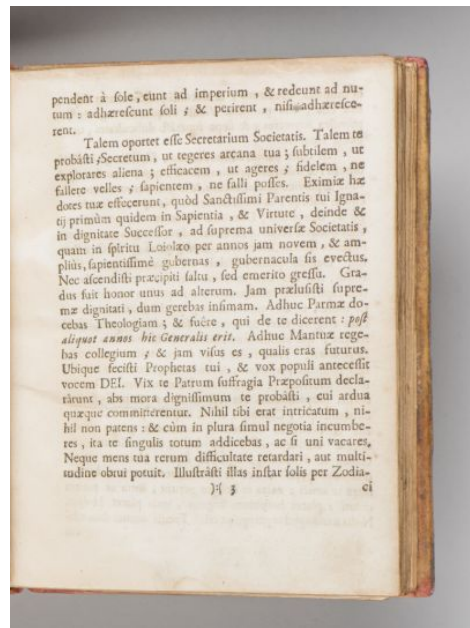 pendent à sole, eunt ad imperium, & redeunt ad nu-
tum : adhærescunt soli ; & perirent, nisi adhæresce-
rent.
Talem oportet esse Secretarium Societatis. Talem te
probâsti ; Secretum, ut tegeres arcana tua ; subtilem, ut
explorares aliena ; efficacem, ut ageres ; fidelem, ne
fallere velles ; sapientem, ne falli posses. Eximiæ hæ
dotes tuæ effecerunt, quòd Sanctissimi Parentis tui Igna-
tij primùm quidem in Sapientia, & Virtute, deinde &
in dignitate Successor, ad suprema universæ Societatis,
quam in spiritu Loiolæo per annos jam novem, & am-
pliùs, sapientissimè gubernas, gubernacula sis evectus.
Nec ascendisti præcipiti saltu, sed emerito gressu. Gra-
dus fuit honor unus ad alterum. Jam prælusisti supre-
mæ dignitati, dum gerebas infimam. Adhuc Parmæ do-
cebas Theologiam ; & fuêre, qui de te dicerent : post
aliquot annos hic Generalis erit. Adhuc Mantuæ rege-
bas collegium ; & jam visus es, qualis eras futurus.
Ubique fecisti Prophetas tui, & vox populi antecessit
vocem DEI. Vix te Patrum suffragia Præpositum decla-
rârunt, abs mora dignissimum te probâsti, cui ardua
quæque committerentur. Nihil tibi erat intricatum, ni-
hil non patens : & cùm in plura simul negotia incumbe-
res, ita te singulis totum addicebas, ac si uni vacares.
Neque mens tua rerum difficultate retardari, aut multi-
tudine obrui potuit. Illustrâsti illas instar solis per Zodia-
):( 3 ci